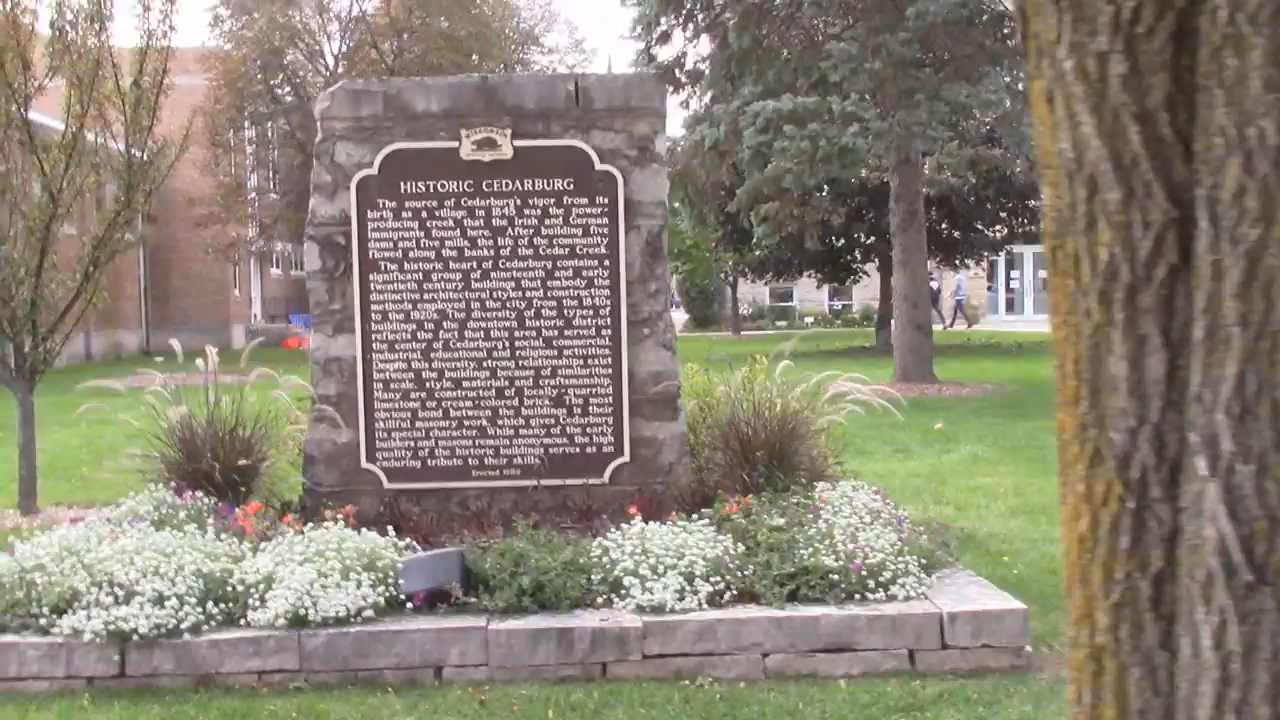 WISCONSIN
HISTORIC CEDARBURG
The source of Cedarburg's vigor from its
birth as a village in 1845 was the power-
producing creek that the Irish and German
immigrants found here. After building five
dams and five mills, the life of the community
flowed along the banks of the Cedar Creek.
The historic heart of Cedarburg contains a
significant group of nineteenth and early
twentieth century buildings that embody the
distinctive architectural styles and construction
methods employed in the city from the 1840s
to the 1920s. The diversity of the types of
buildings in the downtown historic district
reflects the fact that this area has served as
the center of Cedarburg's social, commercial,
industrial, educational and religious activities.
Despite this diversity, strong relationships exist
between the buildings because of similarities
in scale, style, materials and craftsmanship.
Many are constructed of locally-quarried
limestone or cream-colored brick. The most
obvious bond between the buildings is their
skillful masonry work, which gives Cedarburg
its special character. While many of the early
builders and masons remain anonymous, the high
quality of the historic buildings serves as an
enduring tribute to their skills.
Erected